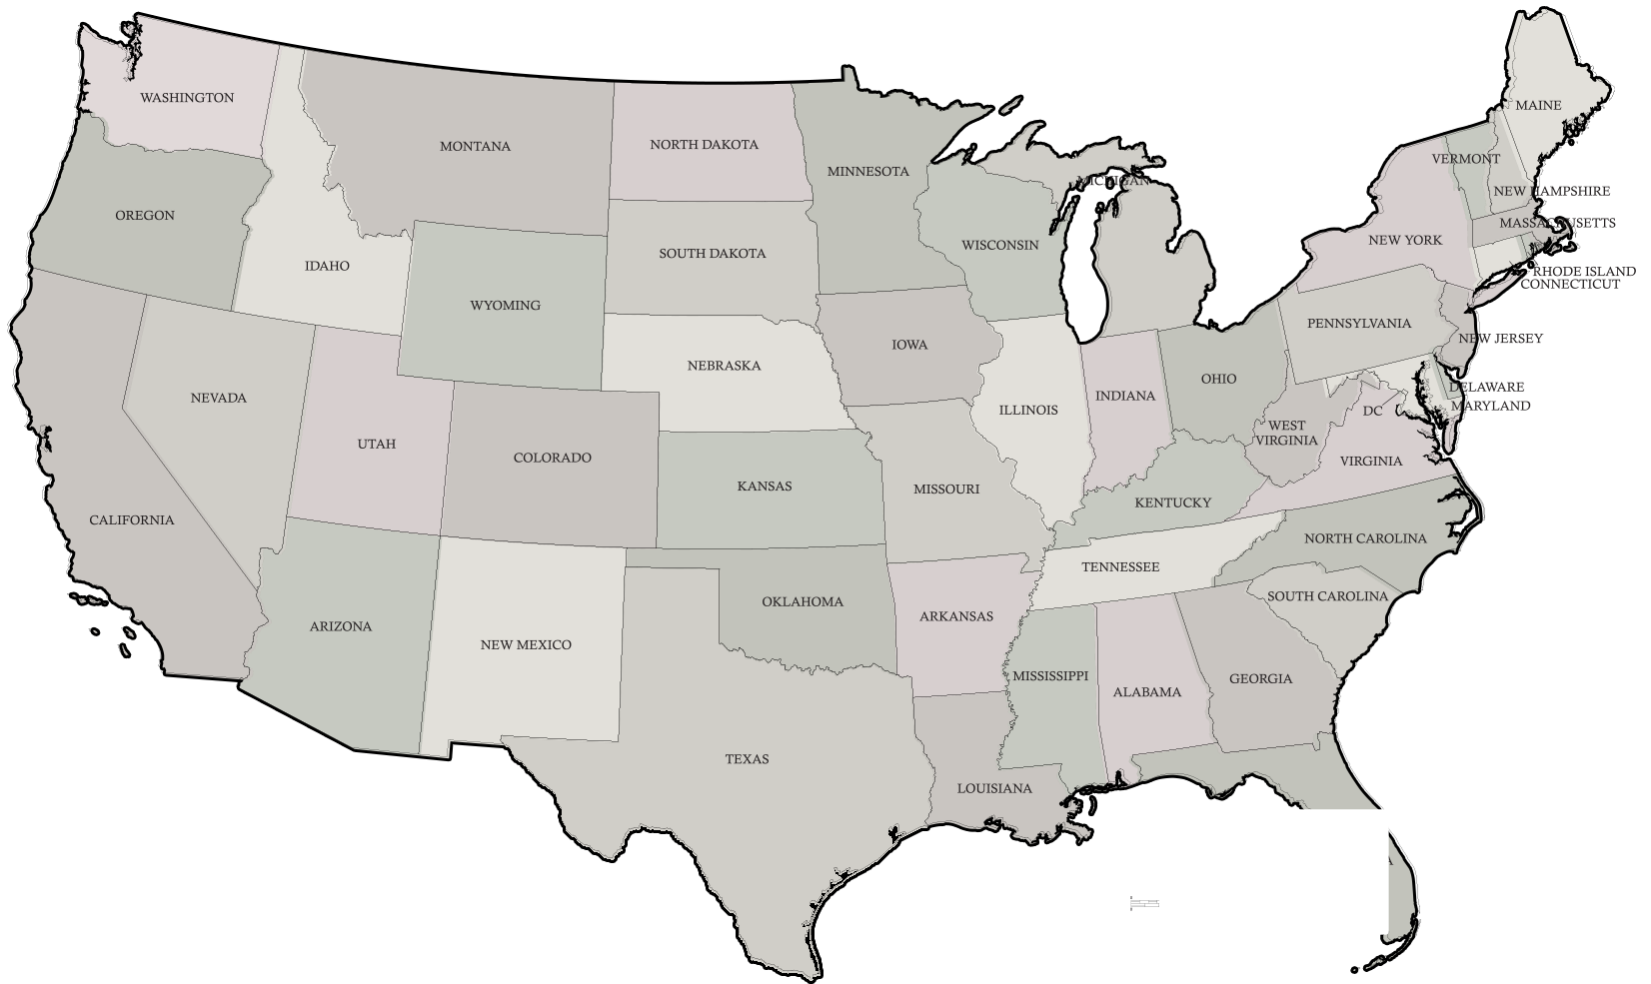 WASHINGTON
MONTANA
NORTH DAKOTA
MINNESOTA
MAINE
VERMONT
MICHIGAN
NEW HAMPSHIRE
OREGON
MASSACHUSETTS
IDAHO
SOUTH DAKOTA
WISCONSIN
NEW YORK
RHODE ISLAND
CONNECTICUT
WYOMING
PENNSYLVANIA
NEW JERSEY
IOWA
NEBRASKA
OHIO
DELAWARE
NEVADA
INDIANA
MARYLAND
ILLINOIS
DC
WEST
VIRGINIA
UTAH
COLORADO
VIRGINIA
KANSAS
MISSOURI
KENTUCKY
CALIFORNIA
NORTH CAROLINA
TENNESSEE
SOUTH CAROLINA
OKLAHOMA
ARKANSAS
ARIZONA
NEW MEXICO
MISSISSIPPI
GEORGIA
ALABAMA
TEXAS
LOUISIANA